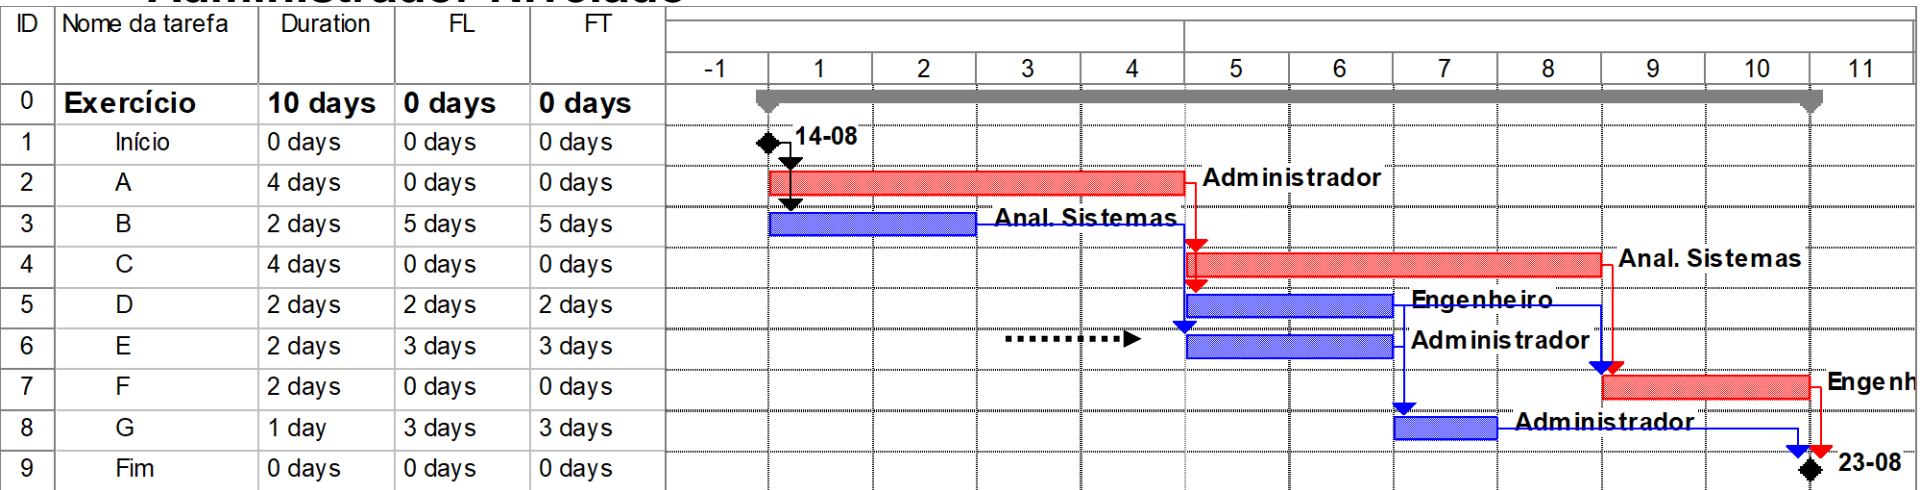 Administrador Nivelado
ID Nome da tarefa Duration FL FT
-1 1 2 3 4 5 6 7 8 9 10 11
0 Exercício 10 days 0 days 0 days
1 Início 0 days 0 days 0 days 14-08
2 A 4 days 0 days 0 days Administrador
3 B 2 days 5 days 5 days Anal. Sistemas
4 C 4 days 0 days 0 days Anal. Sistemas
5 D 2 days 2 days 2 days Engenheiro
6 E 2 days 3 days 3 days Administrador
7 F 2 days 0 days 0 days Engenh
8 G 1 day 3 days 3 days Administrador
9 Fim 0 days 0 days 0 days 23-08